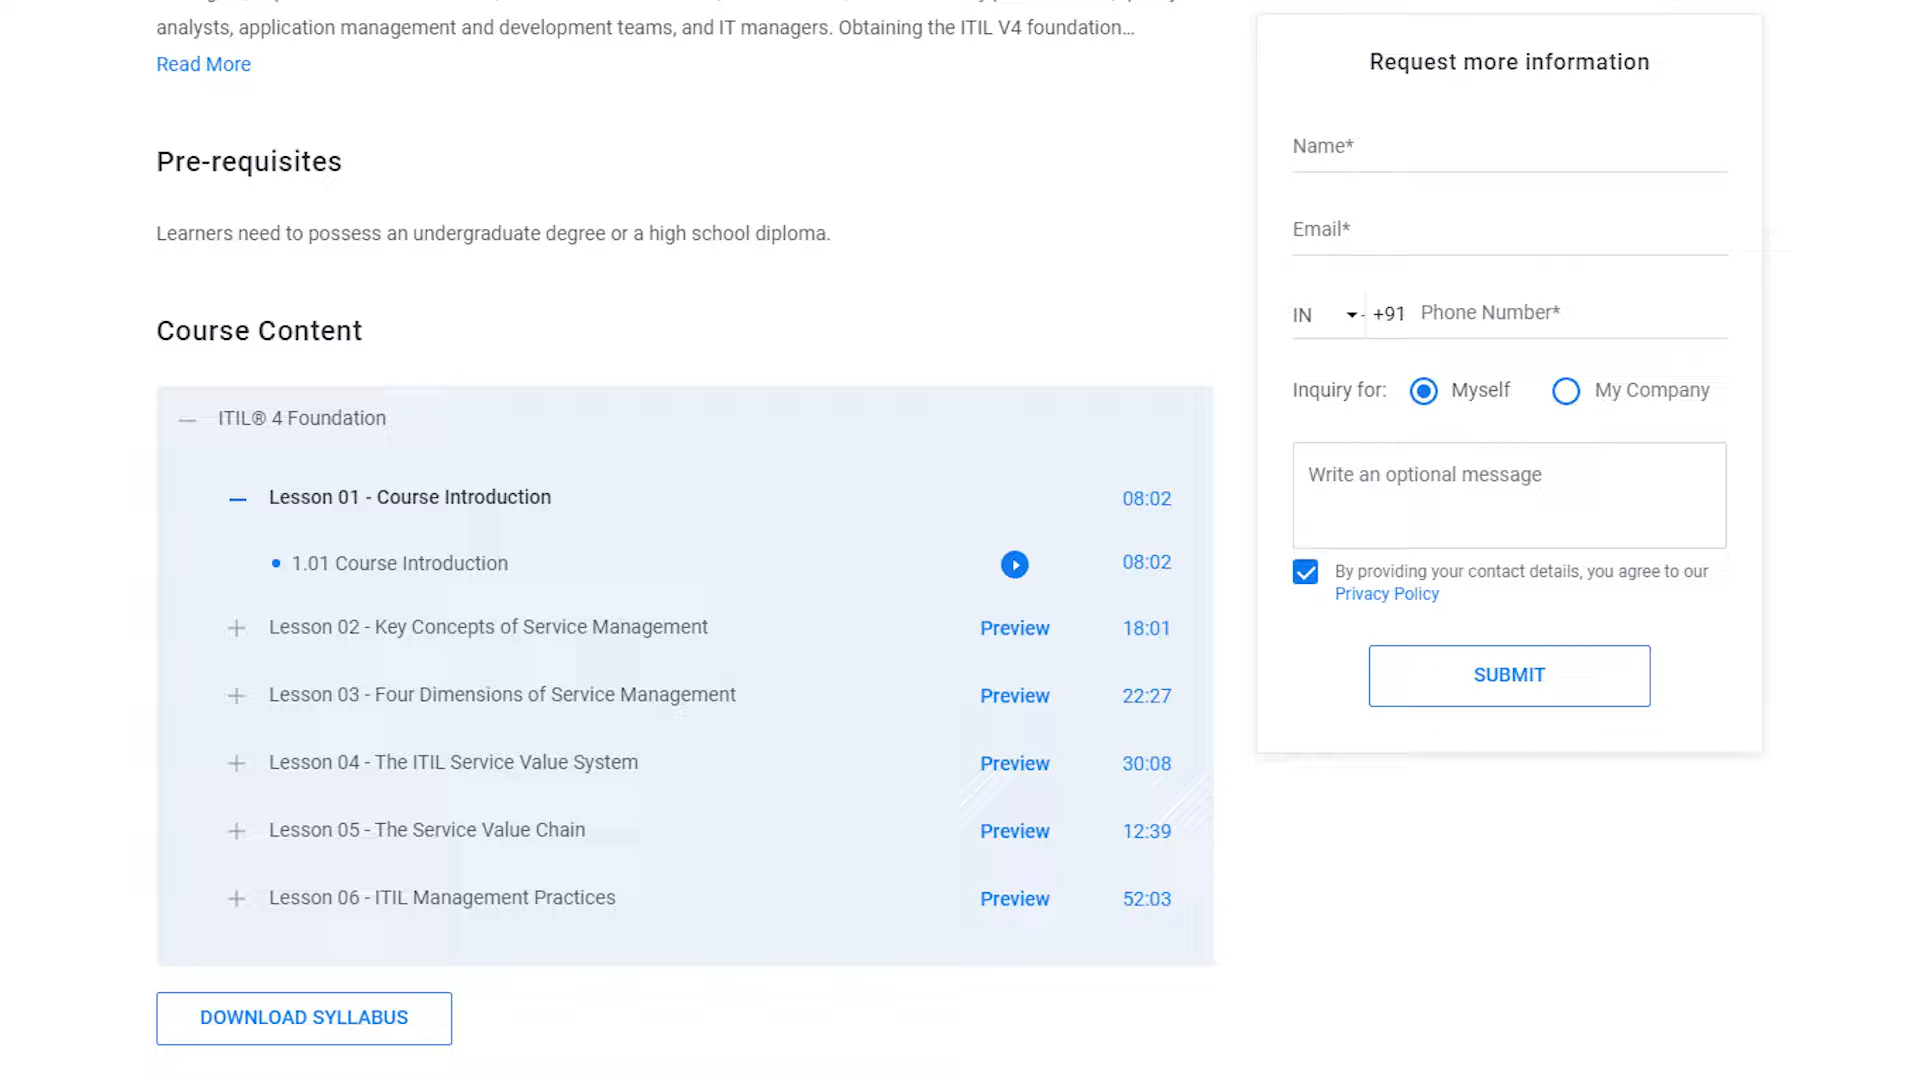 analysts, application management and development teams, and IT managers. Obtaining the ITIL V4 foundation...
Read More
Pre-requisites
Learners need to possess an undergraduate degree or a high school diploma.
Course Content
ITIL® 4 Foundation
Lesson 01 - Course Introduction 08:02
1.01 Course Introduction 08:02
Lesson 02 - Key Concepts of Service Management Preview 18:01
Lesson 03 - Four Dimensions of Service Management Preview 22:27
Lesson 04 - The ITIL Service Value System Preview 30:08
Lesson 05 - The Service Value Chain Preview 12:39
Lesson 06 - ITIL Management Practices Preview 52:03
DOWNLOAD SYLLABUS
Request more information
Name*
Email*
IN +91 Phone Number*
Inquiry for: Myself My Company
Write an optional message
By providing your contact details, you agree to our
Privacy Policy
SUBMIT